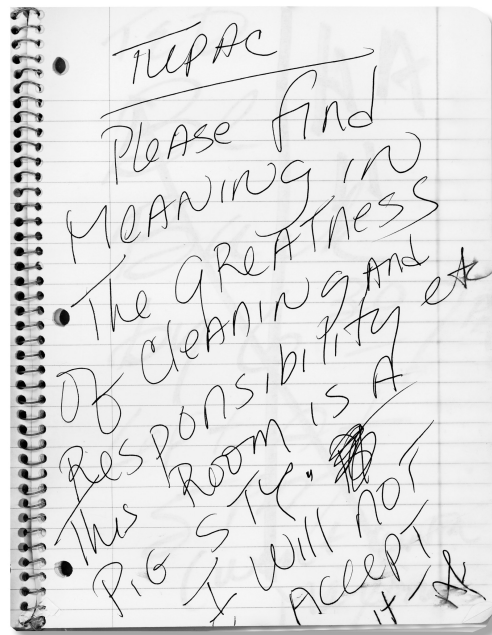 TUPAC
Please find
MEANING IN
The GREATNESS
OF CLEANING AND
RESPONSIBILITY
This ROOM IS A
PIG STY."
I WILL NOT
ACCEPT
it